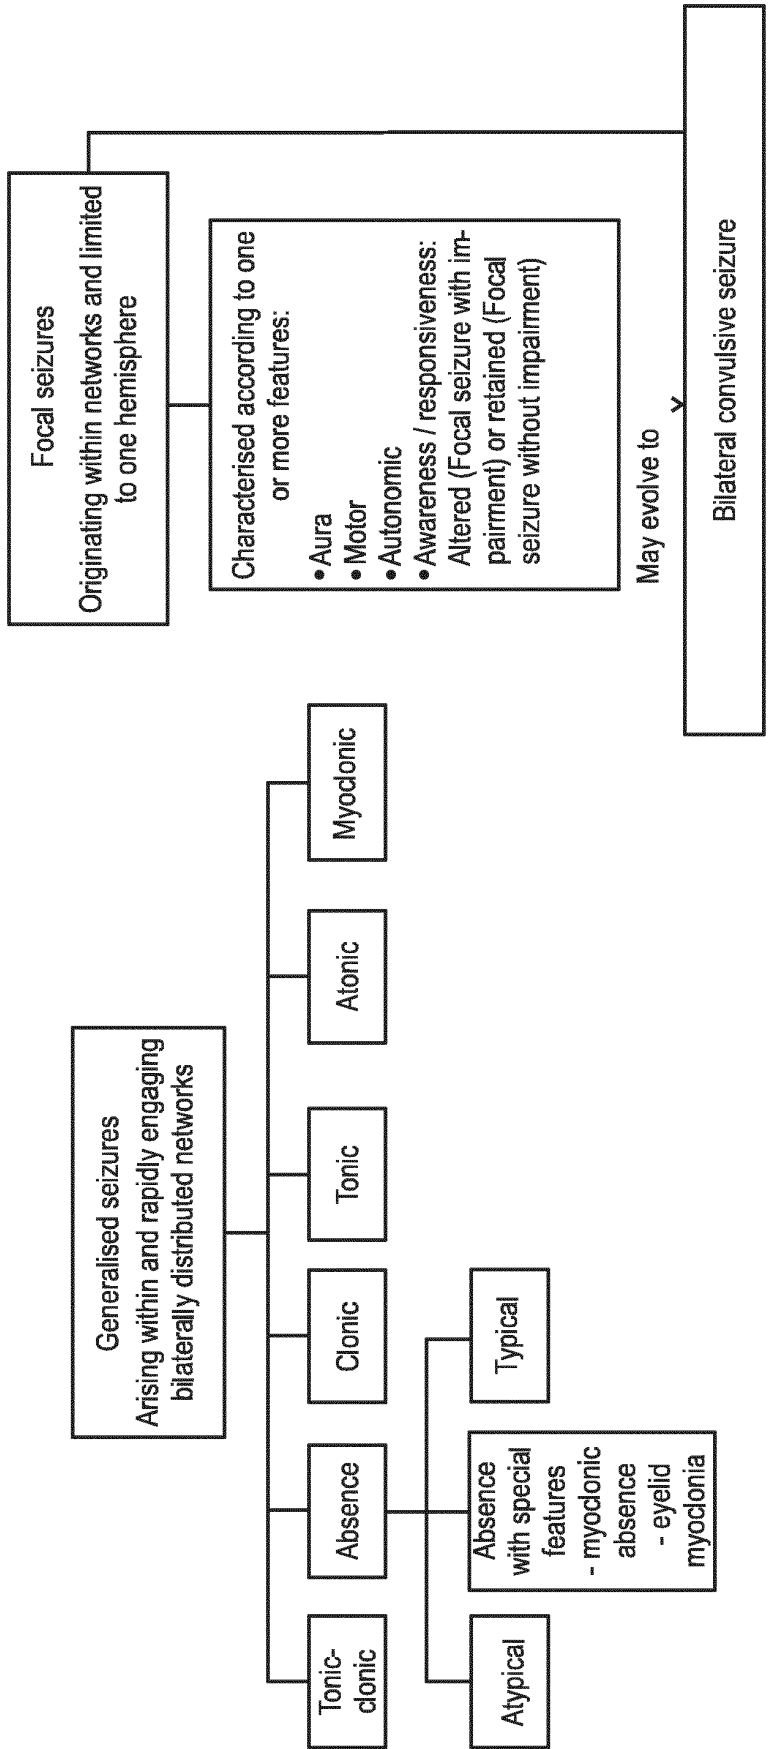 Generalised seizures
Arising within and rapidly engaging
bilaterally distributed networks
Tonic-
clonic
Absence
Clonic
Tonic
Atonic
Myoclonic
Atypical
Absence
with special
features
- myoclonic
absence
- eyelid
myoclonia
Typical
Focal seizures
Originating within networks and limited
to one hemisphere
Characterised according to one
or more features:
• Aura
• Motor
• Autonomic
• Awareness / responsiveness:
Altered (Focal seizure with im-
pairment) or retained (Focal
seizure without impairment)
May evolve to
Bilateral convulsive seizure